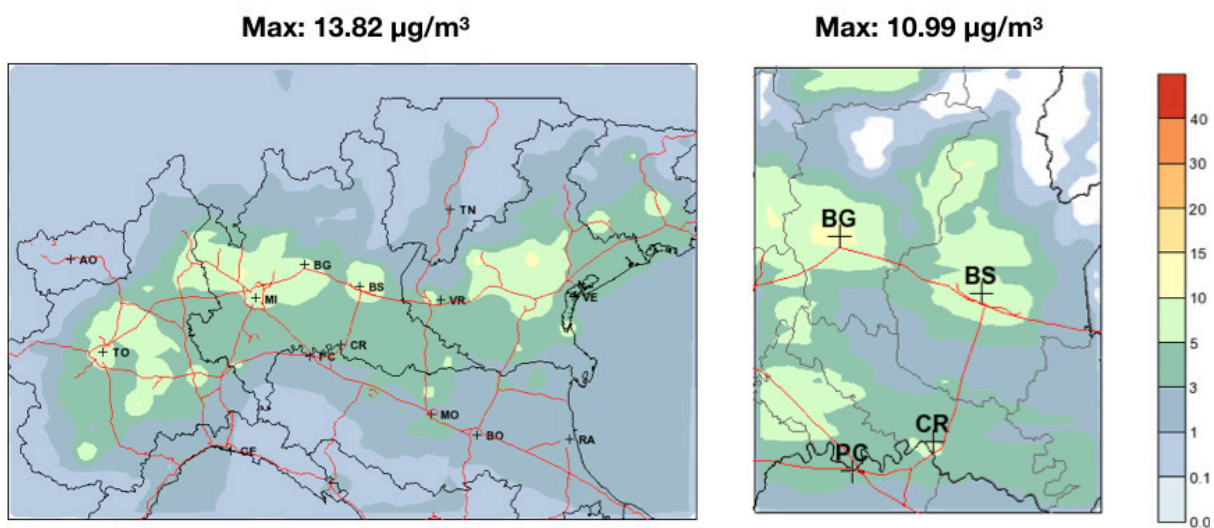 Max: 13.82 µg/m³
Max: 10.99 µg/m³
TN
AO
BG
BS
MI
VR
VE
TO
CR
PC
MO
BO
RA
GE
BG
BS
CR
PC
40
30
20
15
10
5
3
1
0.1
0.0